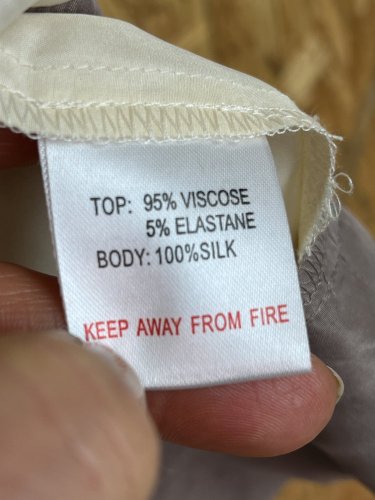 TOP: 95% VISCOSE
5% ELASTANE
BODY: 100%SILK
KEEP AWAY FROM FIRE